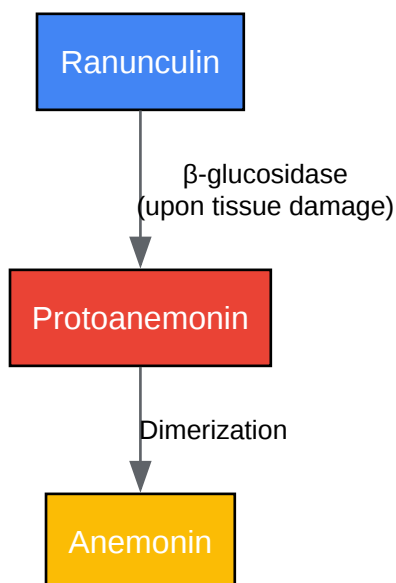 Ranunculin
β-glucosidase
(upon tissue damage)
Protoanemonin
Dimerization
Anemonin